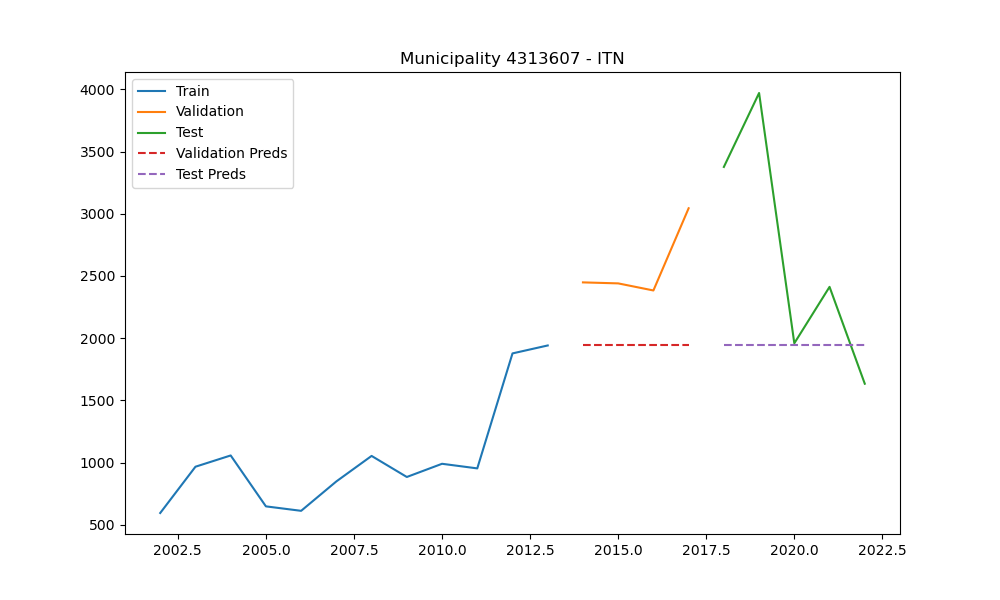 Municipality 4313607 - ITN
Train
Validation
Test
Validation Preds
Test Preds
4000
3500
3000
2500
2000
1500
1000
500
2002.5 2005.0 2007.5 2010.0 2012.5 2015.0 2017.5 2020.0 2022.5